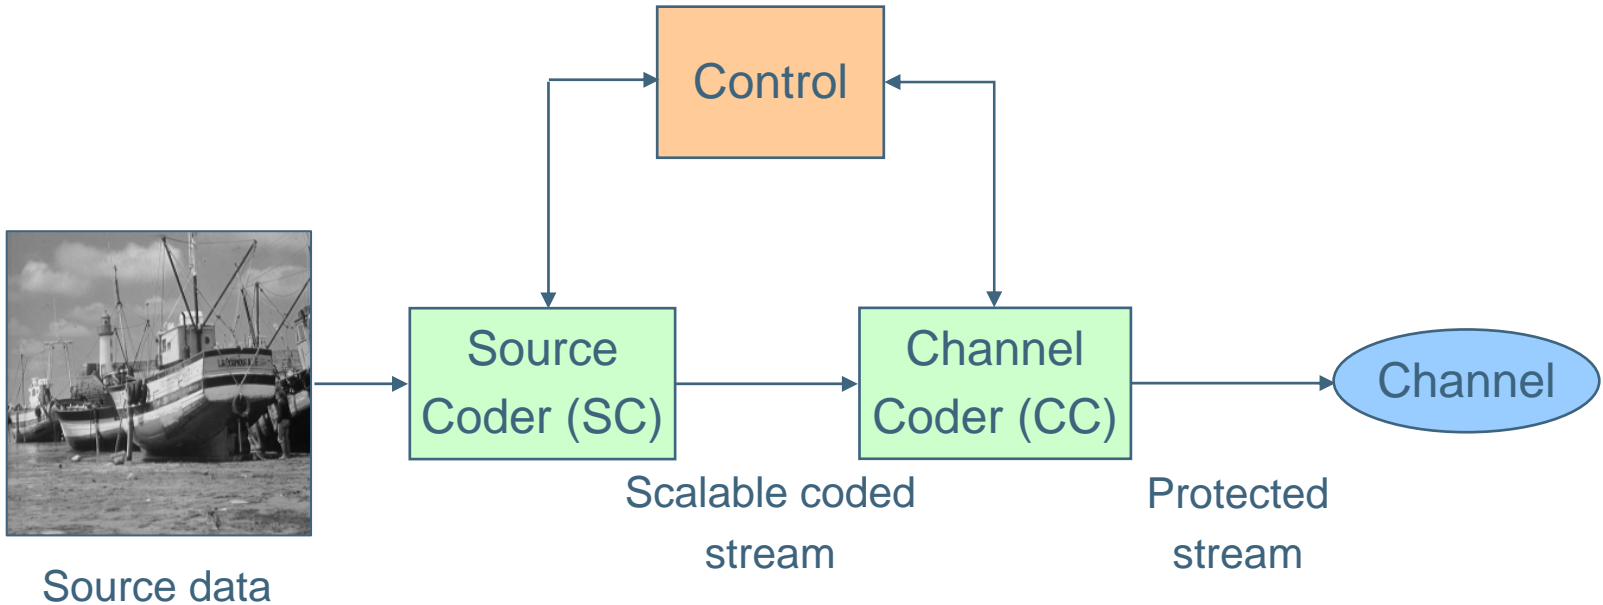 Control
Source
Coder (SC)
Channel
Coder (CC)
Channel
Scalable coded
stream
Protected
stream
Source data